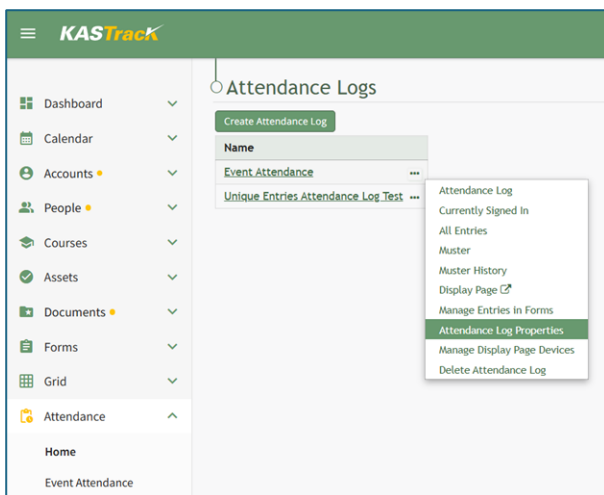 KASTrack
Dashboard
Calendar
Accounts
People
Courses
Assets
Documents
Forms
Grid
Attendance
Home
Event Attendance
Attendance Logs
Create Attendance Log
Name
Event Attendance
Unique Entries Attendance Log Test
Attendance Log
Currently Signed In
All Entries
Muster
Muster History
Display Page
Manage Entries in Forms
Attendance Log Properties
Manage Display Page Devices
Delete Attendance Log